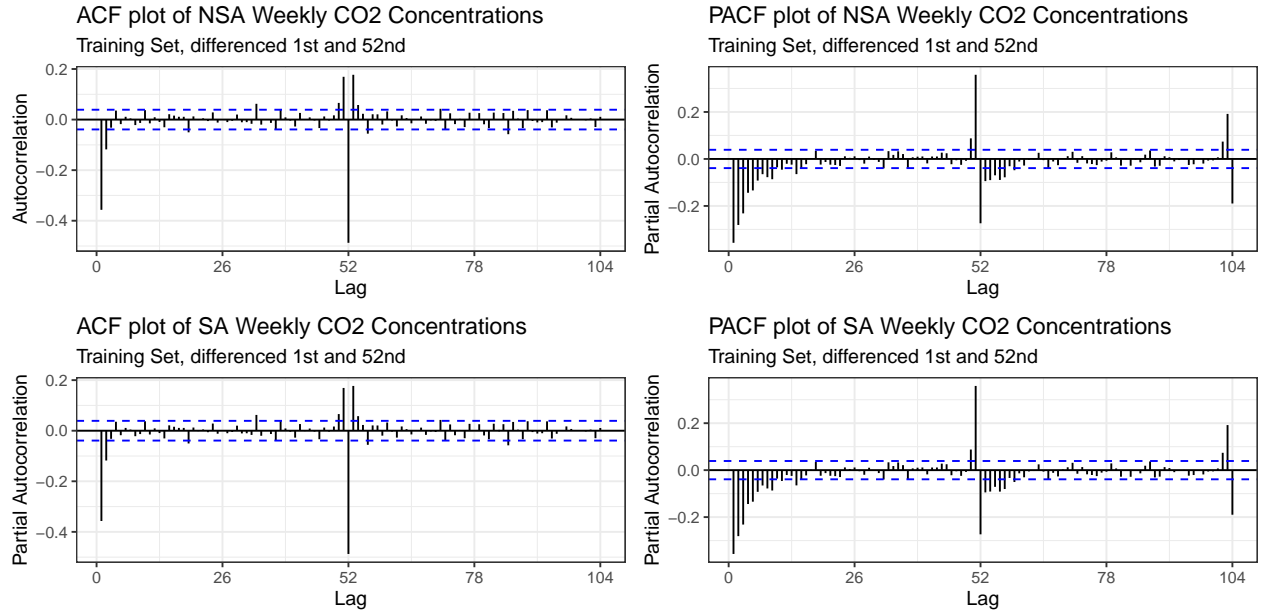 ACF plot of NSA Weekly CO2 Concentrations
Training Set, differenced 1st and 52nd
Autocorrelation
0.2
0.0
−0.2
−0.4
0 26 52 78 104
Lag
PACF plot of NSA Weekly CO2 Concentrations
Training Set, differenced 1st and 52nd
Partial Autocorrelation
0.2
0.0
−0.2
0 26 52 78 104
Lag
ACF plot of SA Weekly CO2 Concentrations
Training Set, differenced 1st and 52nd
Partial Autocorrelation
0.2
0.0
−0.2
−0.4
0 26 52 78 104
Lag
PACF plot of SA Weekly CO2 Concentrations
Training Set, differenced 1st and 52nd
Partial Autocorrelation
0.2
0.0
−0.2
0 26 52 78 104
Lag